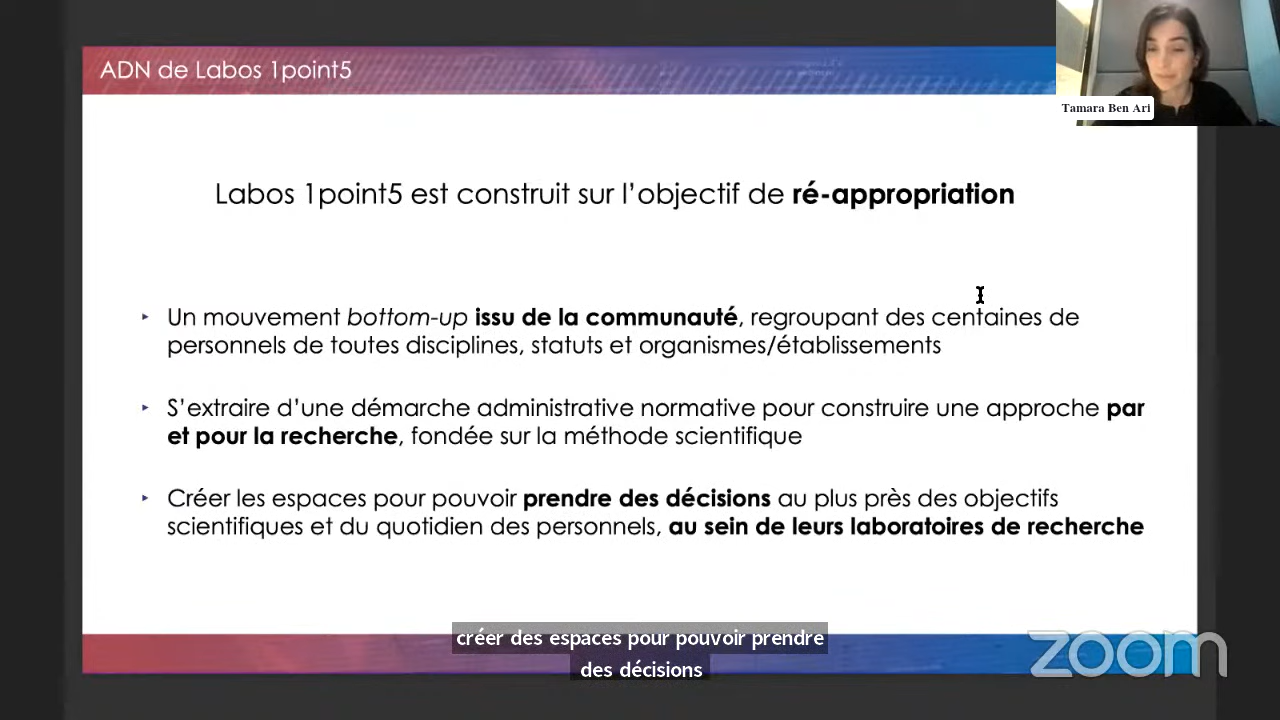 ADN de Labos 1point5
Tamara Ben Ari
Labos 1point5 est construit sur l’objectif de ré-appropriation
‣ Un mouvement bottom-up issu de la communauté, regroupant des centaines de
personnels de toutes disciplines, statuts et organismes/établissements
‣ S’extraire d’une démarche administrative normative pour construire une approche par
et pour la recherche, fondée sur la méthode scientifique
‣ Créer les espaces pour pouvoir prendre des décisions au plus près des objectifs
scientifiques et du quotidien des personnels, au sein de leurs laboratoires de recherche
créer des espaces pour pouvoir prendre
des décisions
zoom